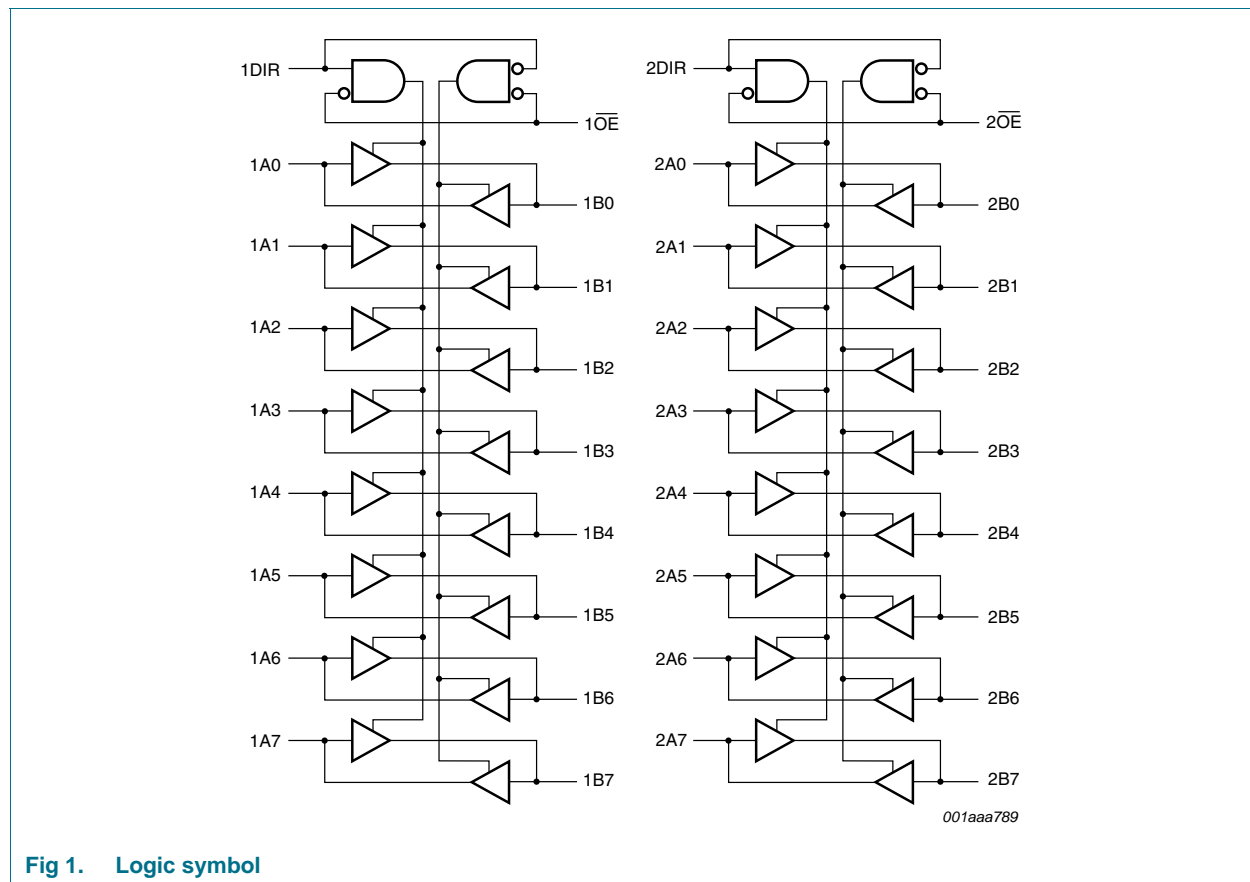 1DIR
1O̅E̅
1A0
1B0
1A1
1B1
1A2
1B2
1A3
1B3
1A4
1B4
1A5
1B5
1A6
1B6
1A7
1B7
2DIR
2O̅E̅
2A0
2B0
2A1
2B1
2A2
2B2
2A3
2B3
2A4
2B4
2A5
2B5
2A6
2B6
2A7
2B7
001aaa789
Fig 1. Logic symbol